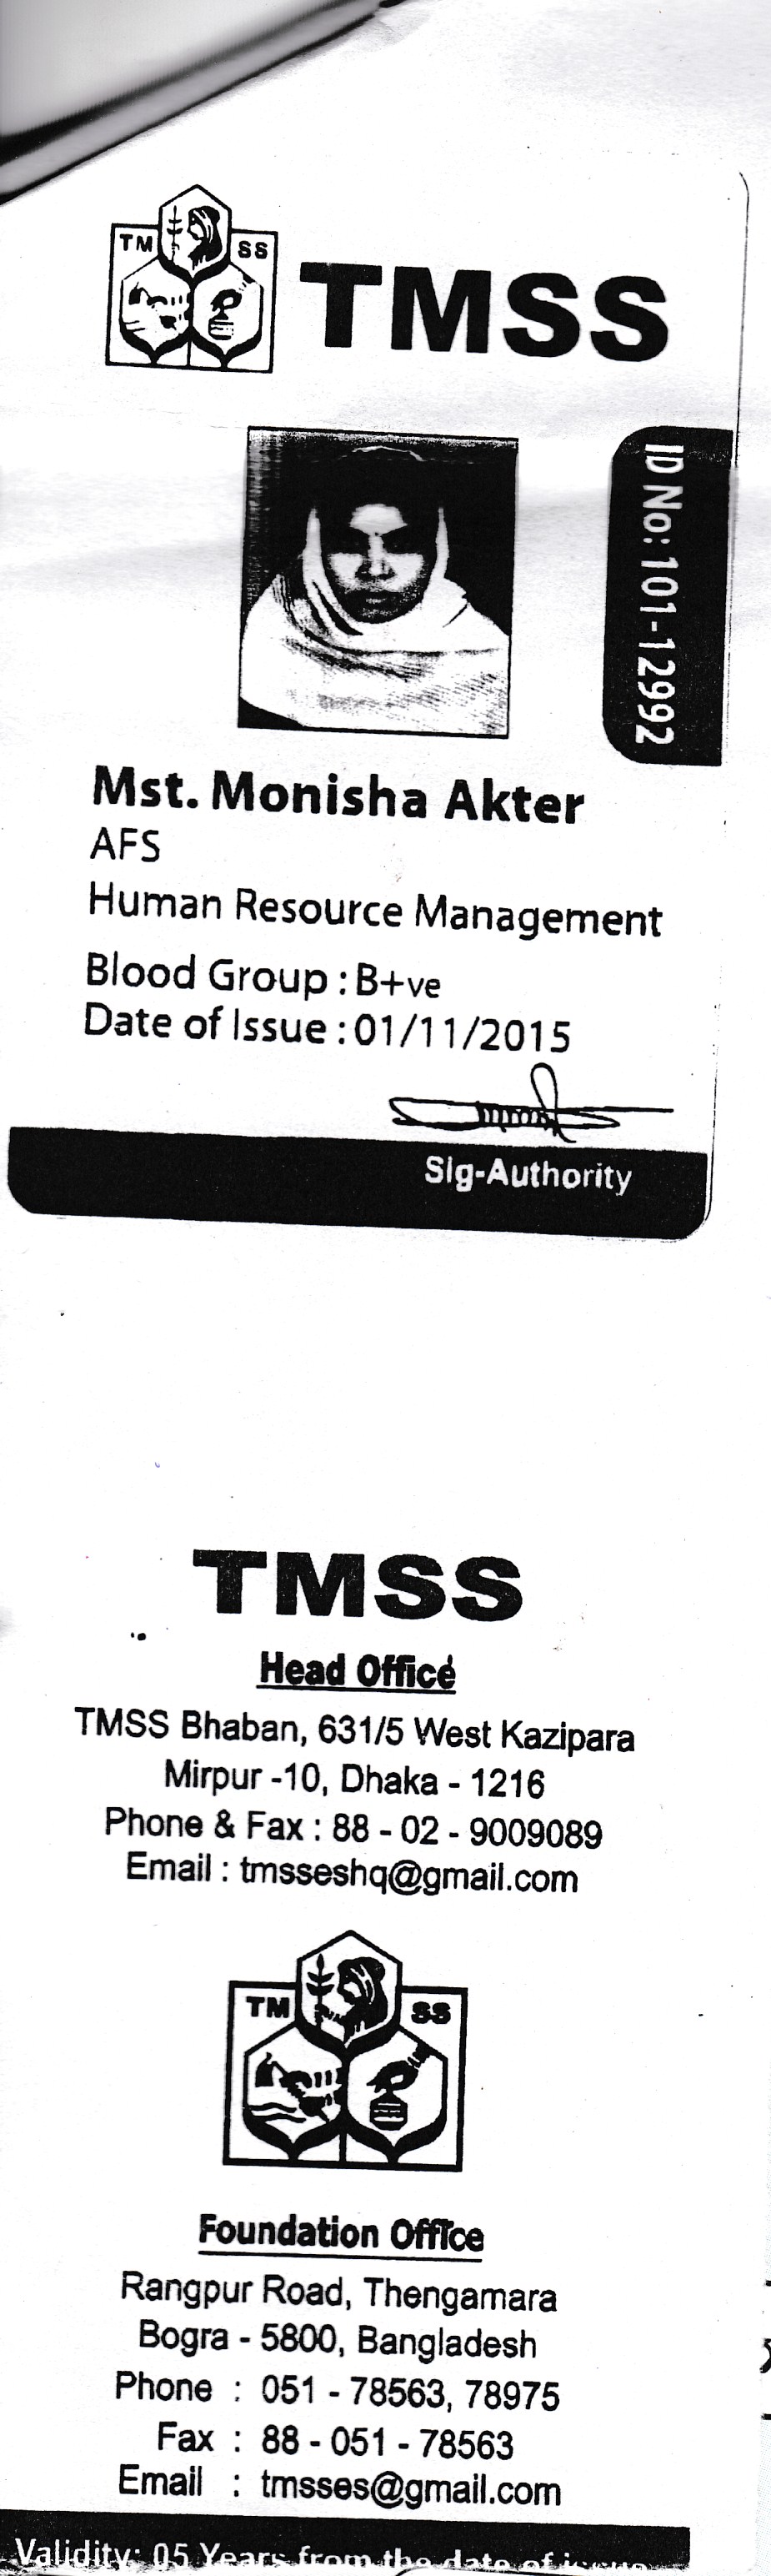 TM SS
TMSS
ID No: 101-12992
Mst. Monisha Akter
AFS
Human Resource Management
Blood Group : B+ve
Date of Issue : 01/11/2015
Sig-Authority
TMSS
Head Office
TMSS Bhaban, 631/5 West Kazipara
Mirpur -10, Dhaka - 1216
Phone & Fax : 88 - 02 - 9009089
Email : tmsseshq@gmail.com
TM SS
Foundation Office
Rangpur Road, Thengamara
Bogra - 5800, Bangladesh
Phone : 051 - 78563, 78975
Fax : 88 - 051 - 78563
Email : tmsses@gmail.com
Validity: 05 Years from the date of issue